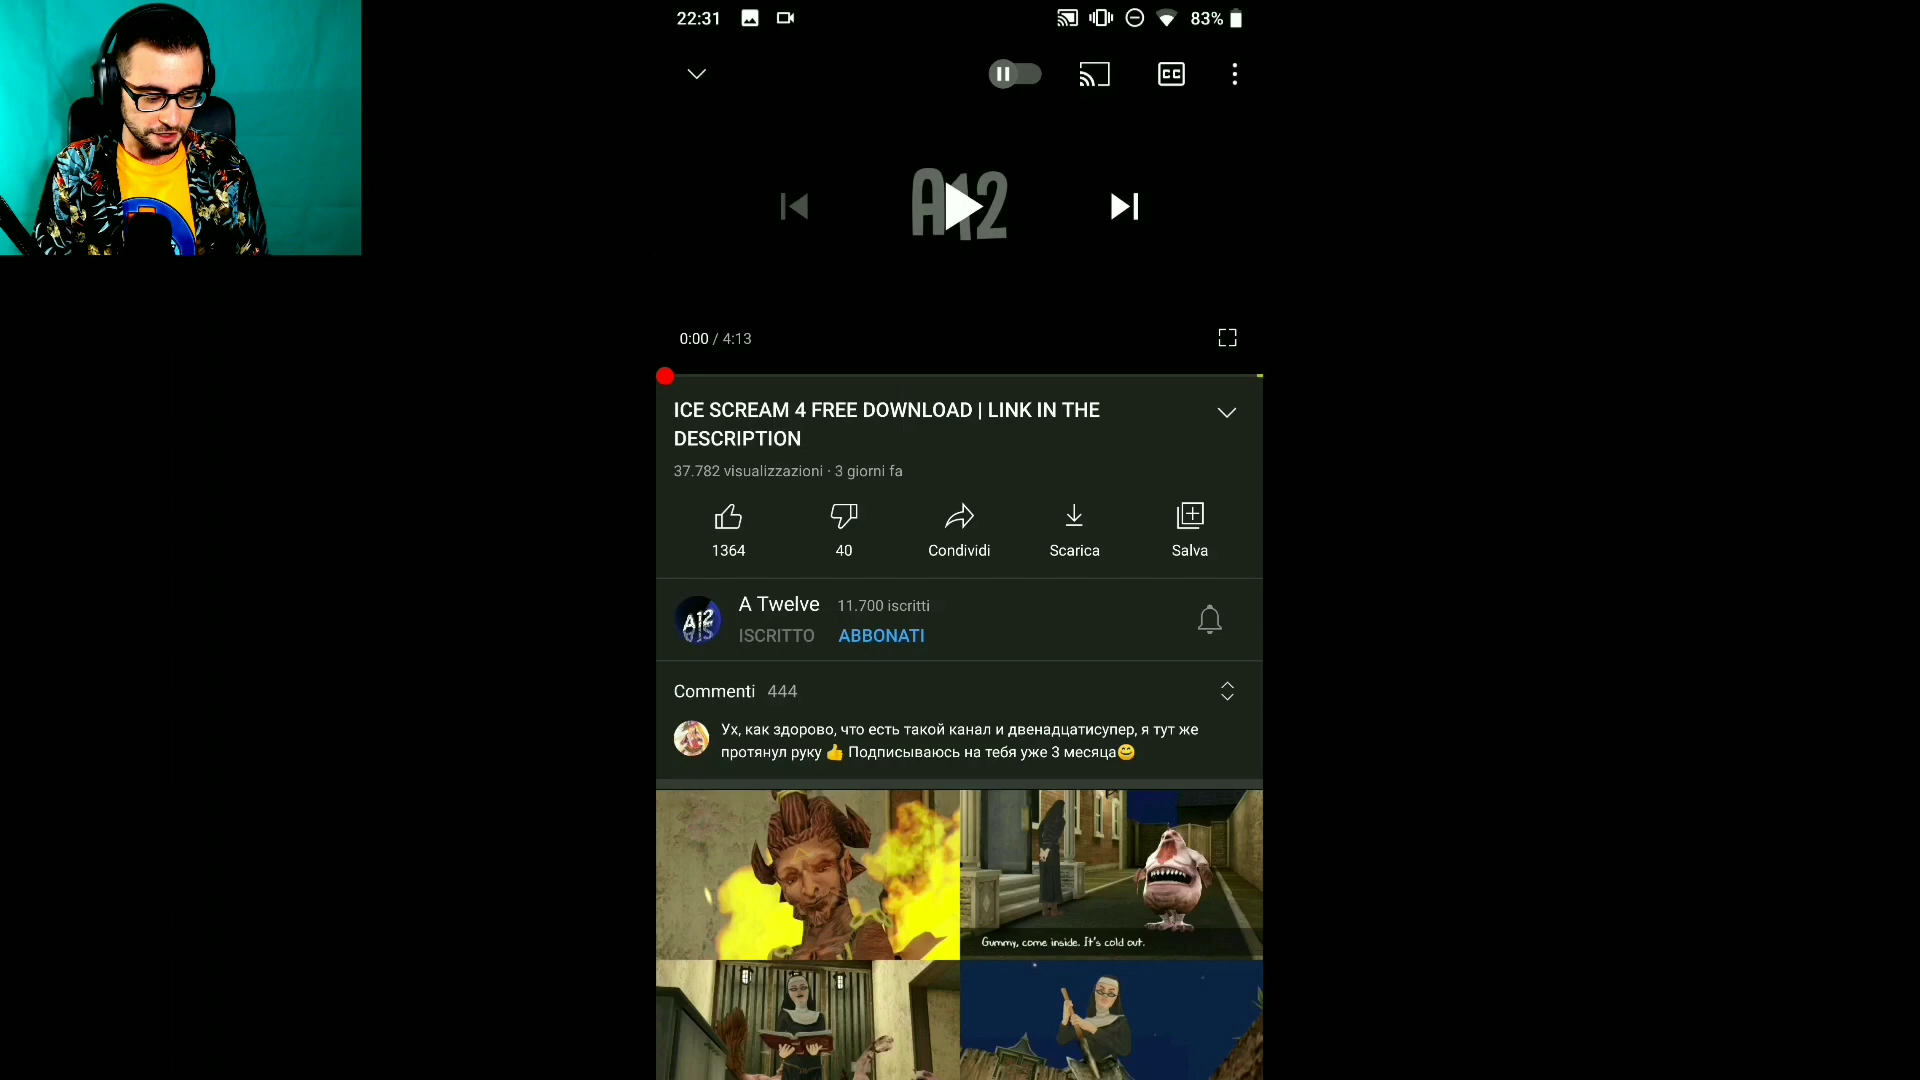 22:31
83%
A12
0:00 / 4:13
ICE SCREAM 4 FREE DOWNLOAD | LINK IN THE
DESCRIPTION
37.782 visualizzazioni · 3 giorni fa
1364
40
Condividi
Scarica
Salva
A12
A Twelve 11.700 iscritti
ISCRITTO ABBONATI
Commenti 444
Ух, как здорово, что есть такой канал и двенадцатисупер, я тут же
протянул руку 👍 Подписываюсь на тебя уже 3 месяца😊
Gummy, come inside. It's cold out.